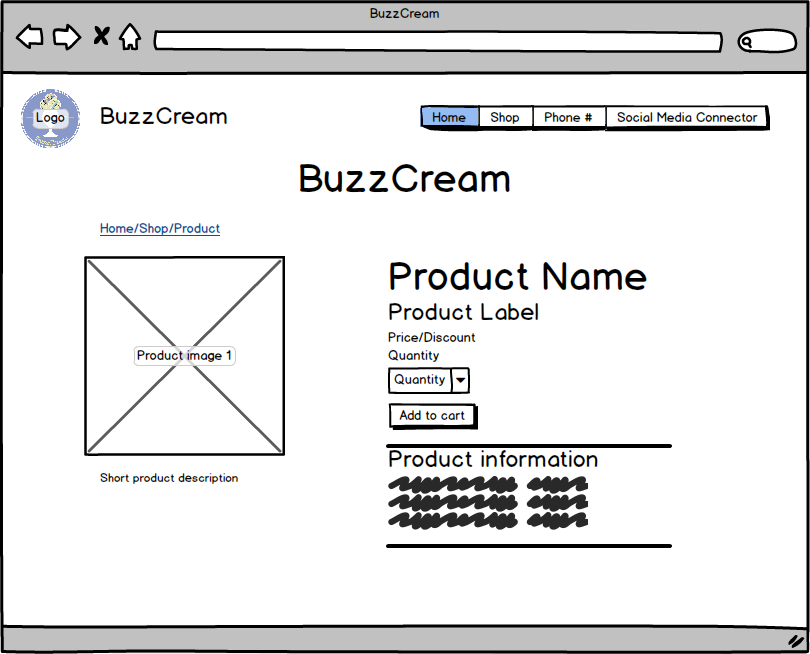 BuzzCream
Logo
BuzzCream
Home Shop Phone # Social Media Connector
BuzzCream
Home/Shop/Product
Product image 1
Short product description
Product Name
Product Label
Price/Discount
Quantity
Quantity
Add to cart
Product information